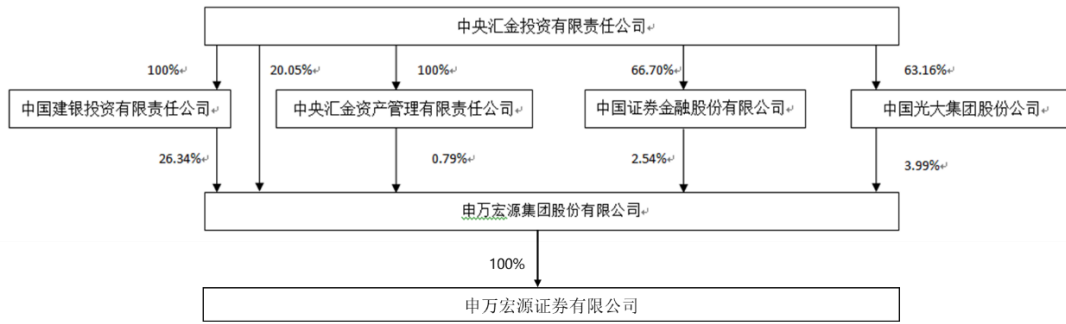 中央汇金投资有限责任公司
100%
20.05%
100%
66.70%
63.16%
中国建银投资有限责任公司
中央汇金资产管理有限责任公司
中国证券金融股份有限公司
中国光大集团股份公司
26.34%
0.79%
2.54%
3.99%
申万宏源集团股份有限公司
100%
申万宏源证券有限公司